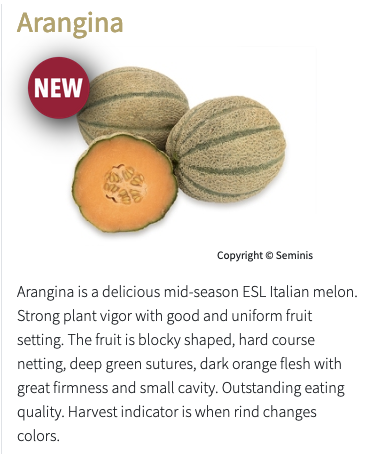 Arangina
NEW
Copyright © Seminis
Arangina is a delicious mid-season ESL Italian melon.
Strong plant vigor with good and uniform fruit
setting. The fruit is blocky shaped, hard course
netting, deep green sutures, dark orange flesh with
great firmness and small cavity. Outstanding eating
quality. Harvest indicator is when rind changes
colors.